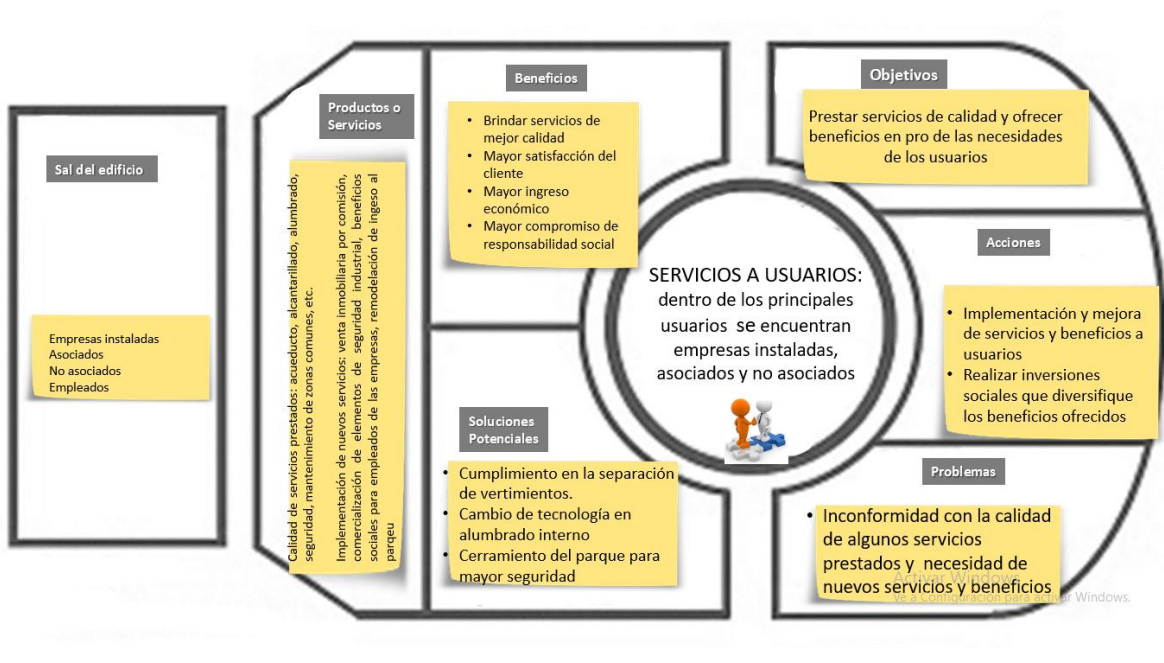 Sal del edificio
Empresas instaladas
Asociados
No asociados
Empleados
Productos o
Servicios
Calidad de servicios prestados: acueducto, alcantarillado, alumbrado,
seguridad, mantenimiento de zonas comunes, etc.
Implementación de nuevos servicios: venta inmobiliaria por comisión,
comercialización de elementos de seguridad industrial, beneficios
sociales para empleados de las empresas, remodelación de ingeso al
parqeu
Beneficios
• Brindar servicios de
mejor calidad
• Mayor satisfacción del
cliente
• Mayor ingreso
económico
• Mayor compromiso de
responsabilidad social
Soluciones
Potenciales
• Cumplimiento en la separación
de vertimientos.
• Cambio de tecnología en
alumbrado interno
• Cerramiento del parque para
mayor seguridad
SERVICIOS A USUARIOS:
dentro de los principales
usuarios se encuentran
empresas instaladas,
asociados y no asociados
Objetivos
Prestar servicios de calidad y ofrecer
beneficios en pro de las necesidades
de los usuarios
Acciones
• Implementación y mejora
de servicios y beneficios a
usuarios
• Realizar inversiones
sociales que diversifique
los beneficios ofrecidos
Problemas
• Inconformidad con la calidad
de algunos servicios
prestados y necesidad de
nuevos servicios y beneficios
Activar Windows
Ve a Configuración para activar Windows.